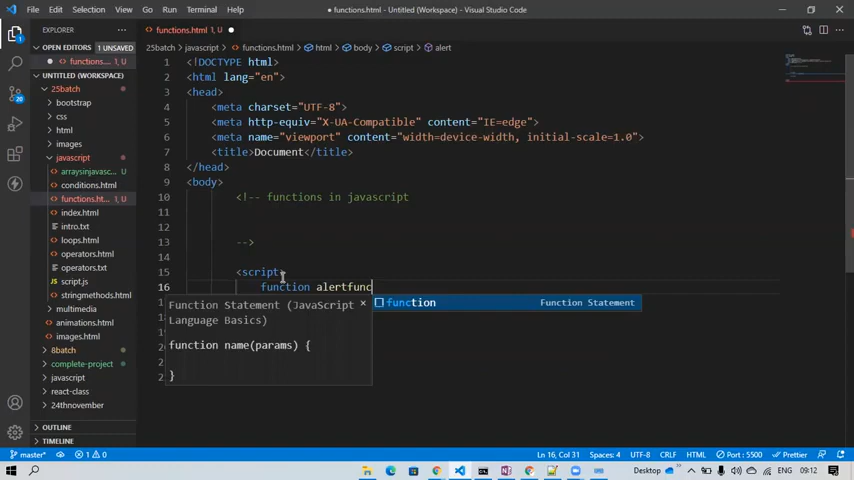 File Edit Selection View Go Run Terminal Help
● functions.html - Untitled (Workspace) - Visual Studio Code
EXPLORER
functions.html 1, U ●
OPEN EDITORS 1 UNSAVED
25batch > javascript > functions.html > html > body > script > alert
● functions.... 1, U
UNTITLED (WORKSPACE)
25batch
bootstrap
css
html
images
javascript
arraysinjavasc... U
conditions.html U
functions.ht... 1, U
index.html U
intro.txt U
loops.html U
operators.html U
operators.txt U
script.js U
stringmethods.html U
multimedia
animations.html U
images.html U
8batch
complete-project
javascript
react-class
24thnovember
OUTLINE
TIMELINE
1 <!DOCTYPE html>
2 <html lang="en">
3 <head>
4 <meta charset="UTF-8">
5 <meta http-equiv="X-UA-Compatible" content="IE=edge">
6 <meta name="viewport" content="width=device-width, initial-scale=1.0">
7 <title>Document</title>
8 </head>
9 <body>
10 <!-- functions in javascript
11
12
13 -->
14
15 <script>
16 function alertfunc
function Function Statement
Function Statement (JavaScript
Language Basics)
function name(params) {
}
20
master* 1 0
Ln 16, Col 31 Spaces: 4 UTF-8 CRLF HTML Port : 5500 Prettier
Desktop ENG 09:12